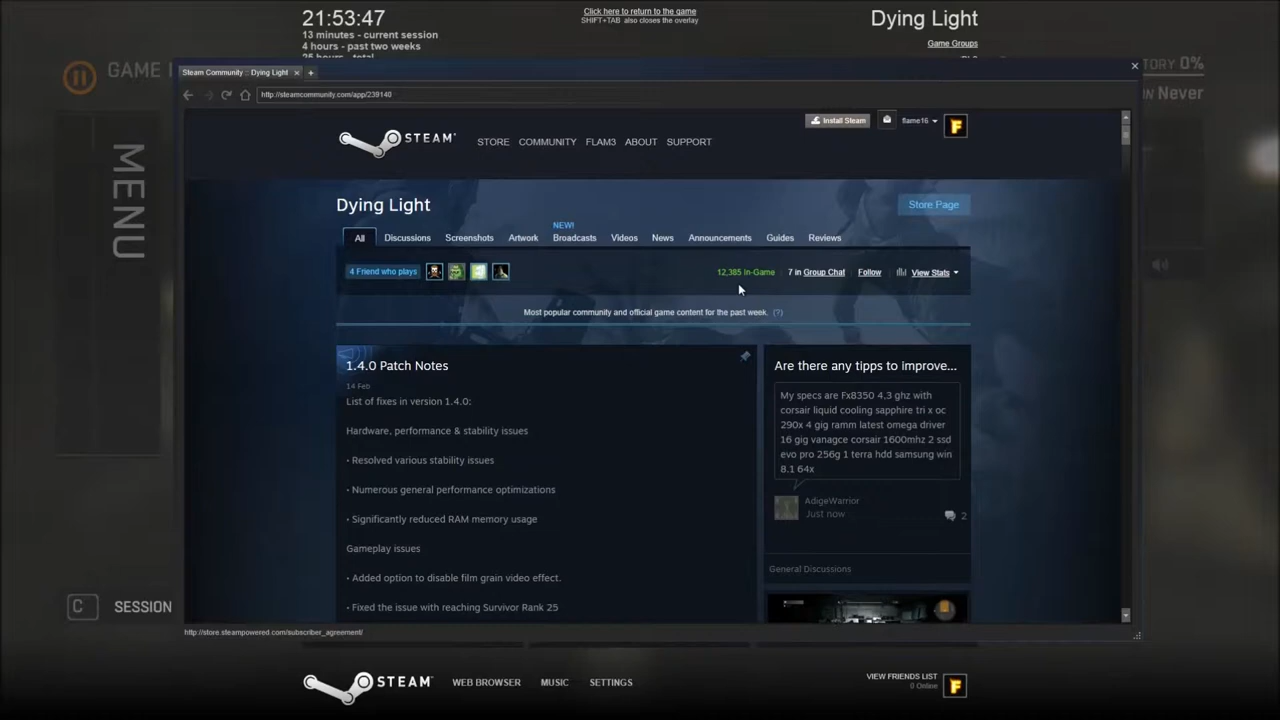 21:53:47
13 minutes - current session
4 hours - past two weeks
25 hours - total
Click here to return to the game
SHIFT+TAB also closes the overlay
Dying Light
Game Groups
GAME
TORY 0%
Never
MENU
Steam Community :: Dying Light
http://steamcommunity.com/app/239140
STEAM
STORE COMMUNITY FLAM3 ABOUT SUPPORT
Install Steam
flame16
F
Dying Light
Store Page
All Discussions Screenshots Artwork NEW! Broadcasts Videos News Announcements Guides Reviews
4 Friend who plays
12,385 In-Game
7 in Group Chat
Follow
View Stats
Most popular community and official game content for the past week. (?)
1.4.0 Patch Notes
14 Feb
List of fixes in version 1.4.0:
Hardware, performance & stability issues
• Resolved various stability issues
• Numerous general performance optimizations
• Significantly reduced RAM memory usage
Gameplay issues
• Added option to disable film grain video effect.
• Fixed the issue with reaching Survivor Rank 25
Are there any tipps to improve...
My specs are Fx8350 4,3 ghz with
corsair liquid cooling sapphire tri x oc
290x 4 gig ramm latest omega driver
16 gig vanagce corsair 1600mhz 2 ssd
evo pro 256g 1 terra hdd samsung win
8.1 64x
AdigeWarrior
Just now
2
General Discussions
C SESSION
http://store.steampowered.com/subscriber_agreement/
STEAM
WEB BROWSER MUSIC SETTINGS
VIEW FRIENDS LIST
0 Online
F